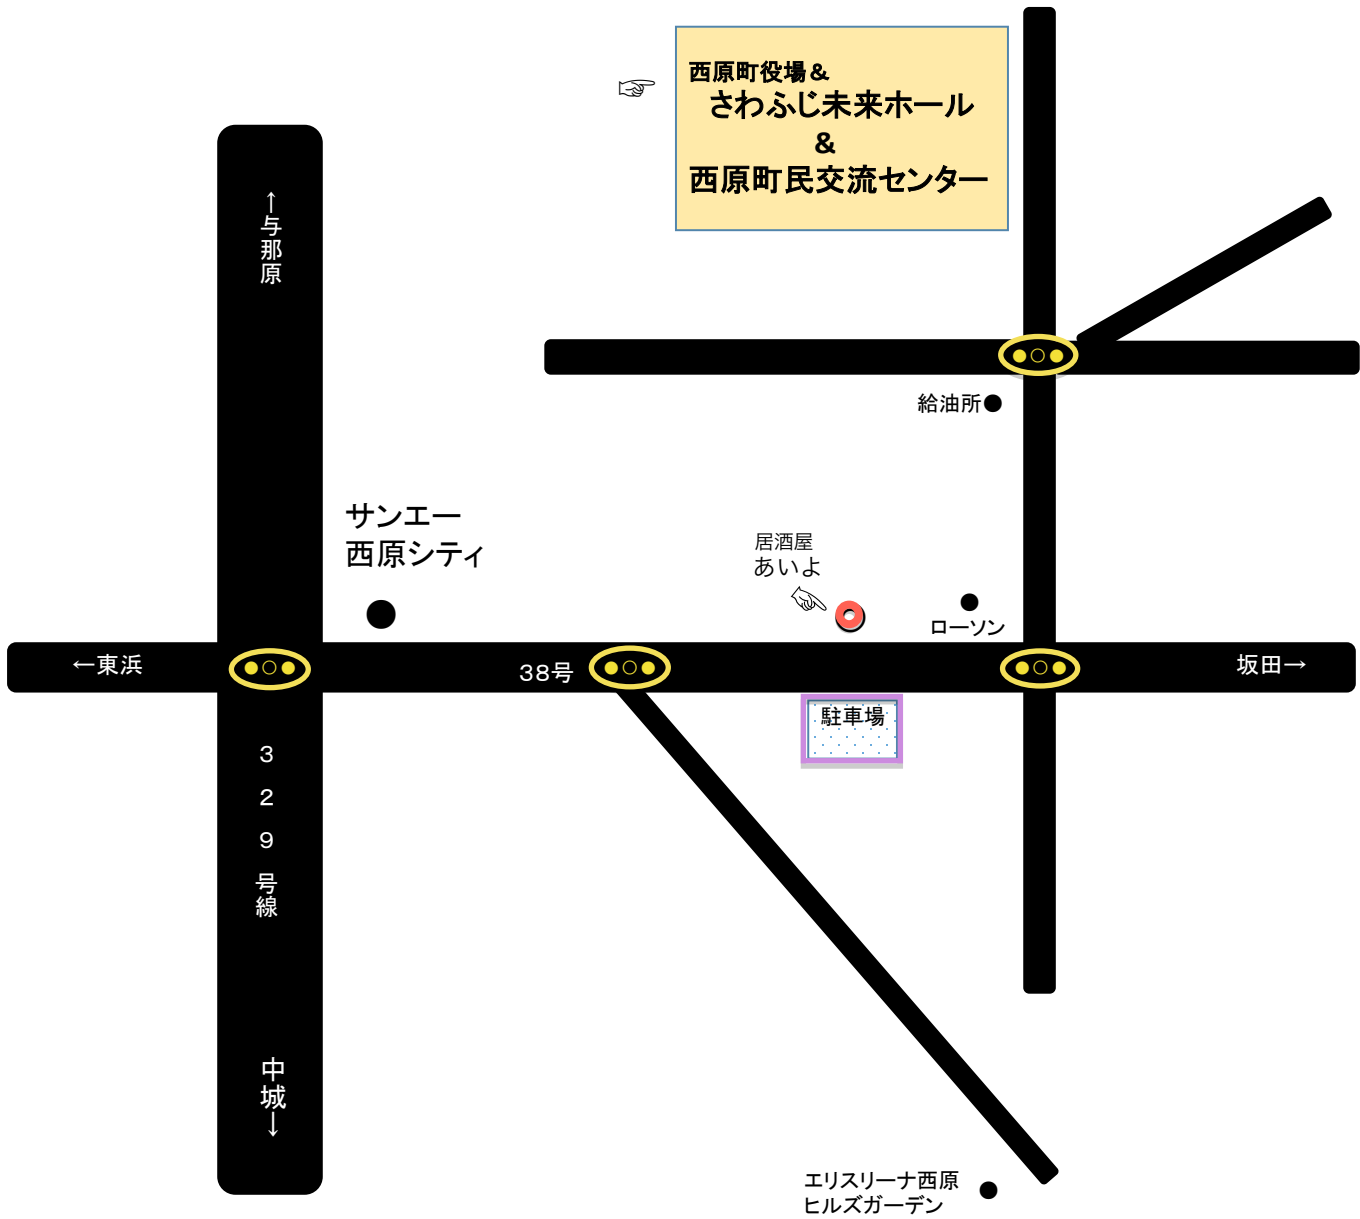 西原町役場＆
さわふじ未来ホール
＆
西原町民交流センター
↑与那原
給油所●
サンエー
西原シティ
居酒屋
あいよ
ローソン
←東浜
38号
坂田→
駐車場
３２９号線
中城↓
エリスリーナ西原
ヒルズガーデン